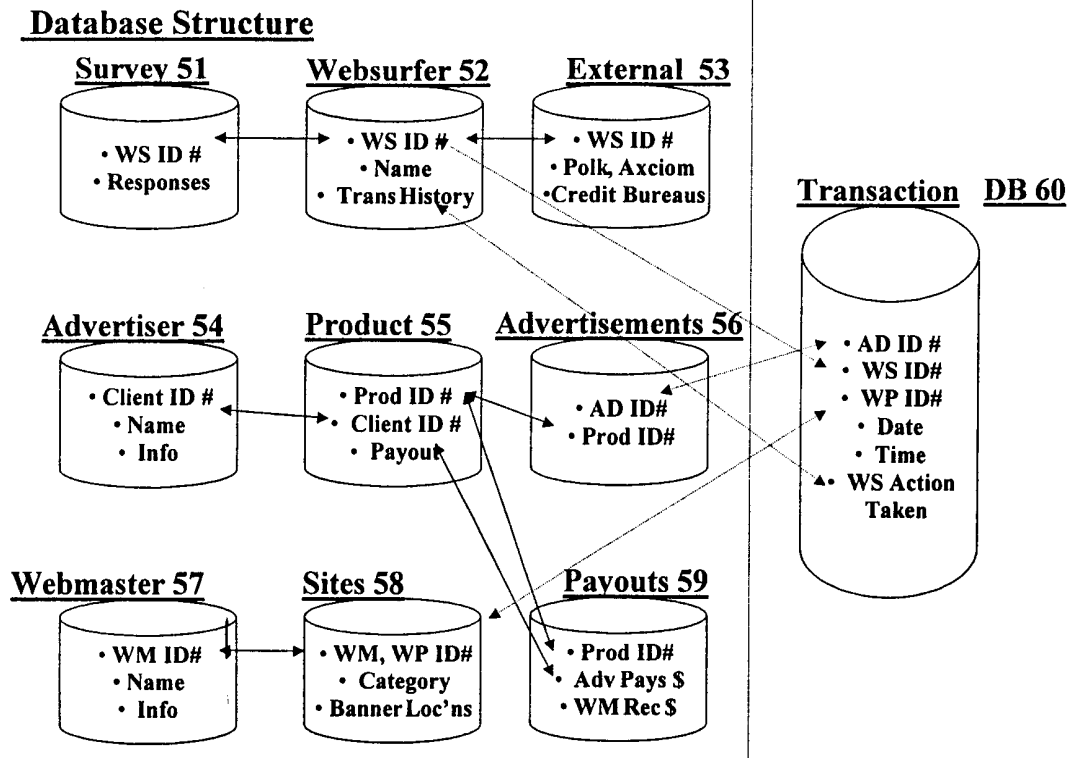 Database Structure
Survey 51
• WS ID #
• Responses
Websurfer 52
• WS ID #
• Name
• Trans History
External 53
• WS ID #
• Polk, Axciom
•Credit Bureaus
Advertiser 54
• Client ID #
• Name
• Info
Product 55
• Prod ID #
• Client ID #
• Payout
Advertisements 56
• AD ID#
• Prod ID#
Webmaster 57
• WM ID#
• Name
• Info
Sites 58
• WM, WP ID#
• Category
• Banner Loc'ns
Payouts 59
• Prod ID#
• Adv Pays $
• WM Rec $
Transaction DB 60
• AD ID #
• WS ID#
• WP ID#
• Date
• Time
• WS Action
Taken